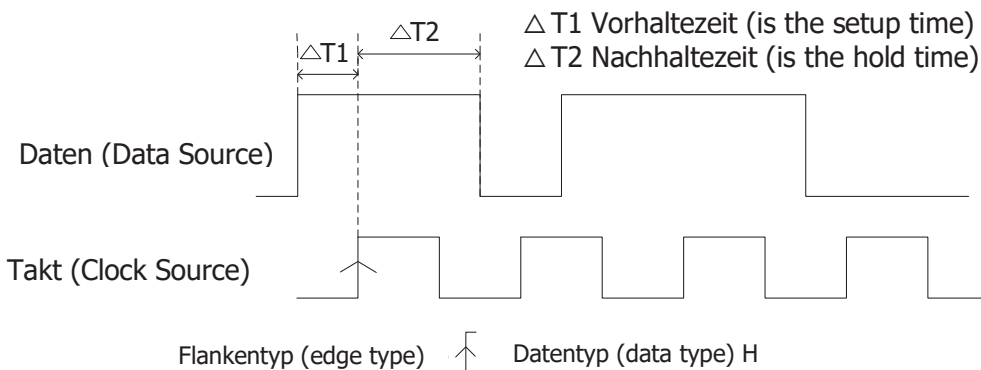 △T1 Vorhaltezeit (is the setup time)
△T2 Nachhaltezeit (is the hold time)
△T2
△T1
Daten (Data Source)
Takt (Clock Source)
Flankentyp (edge type) Datentyp (data type) H